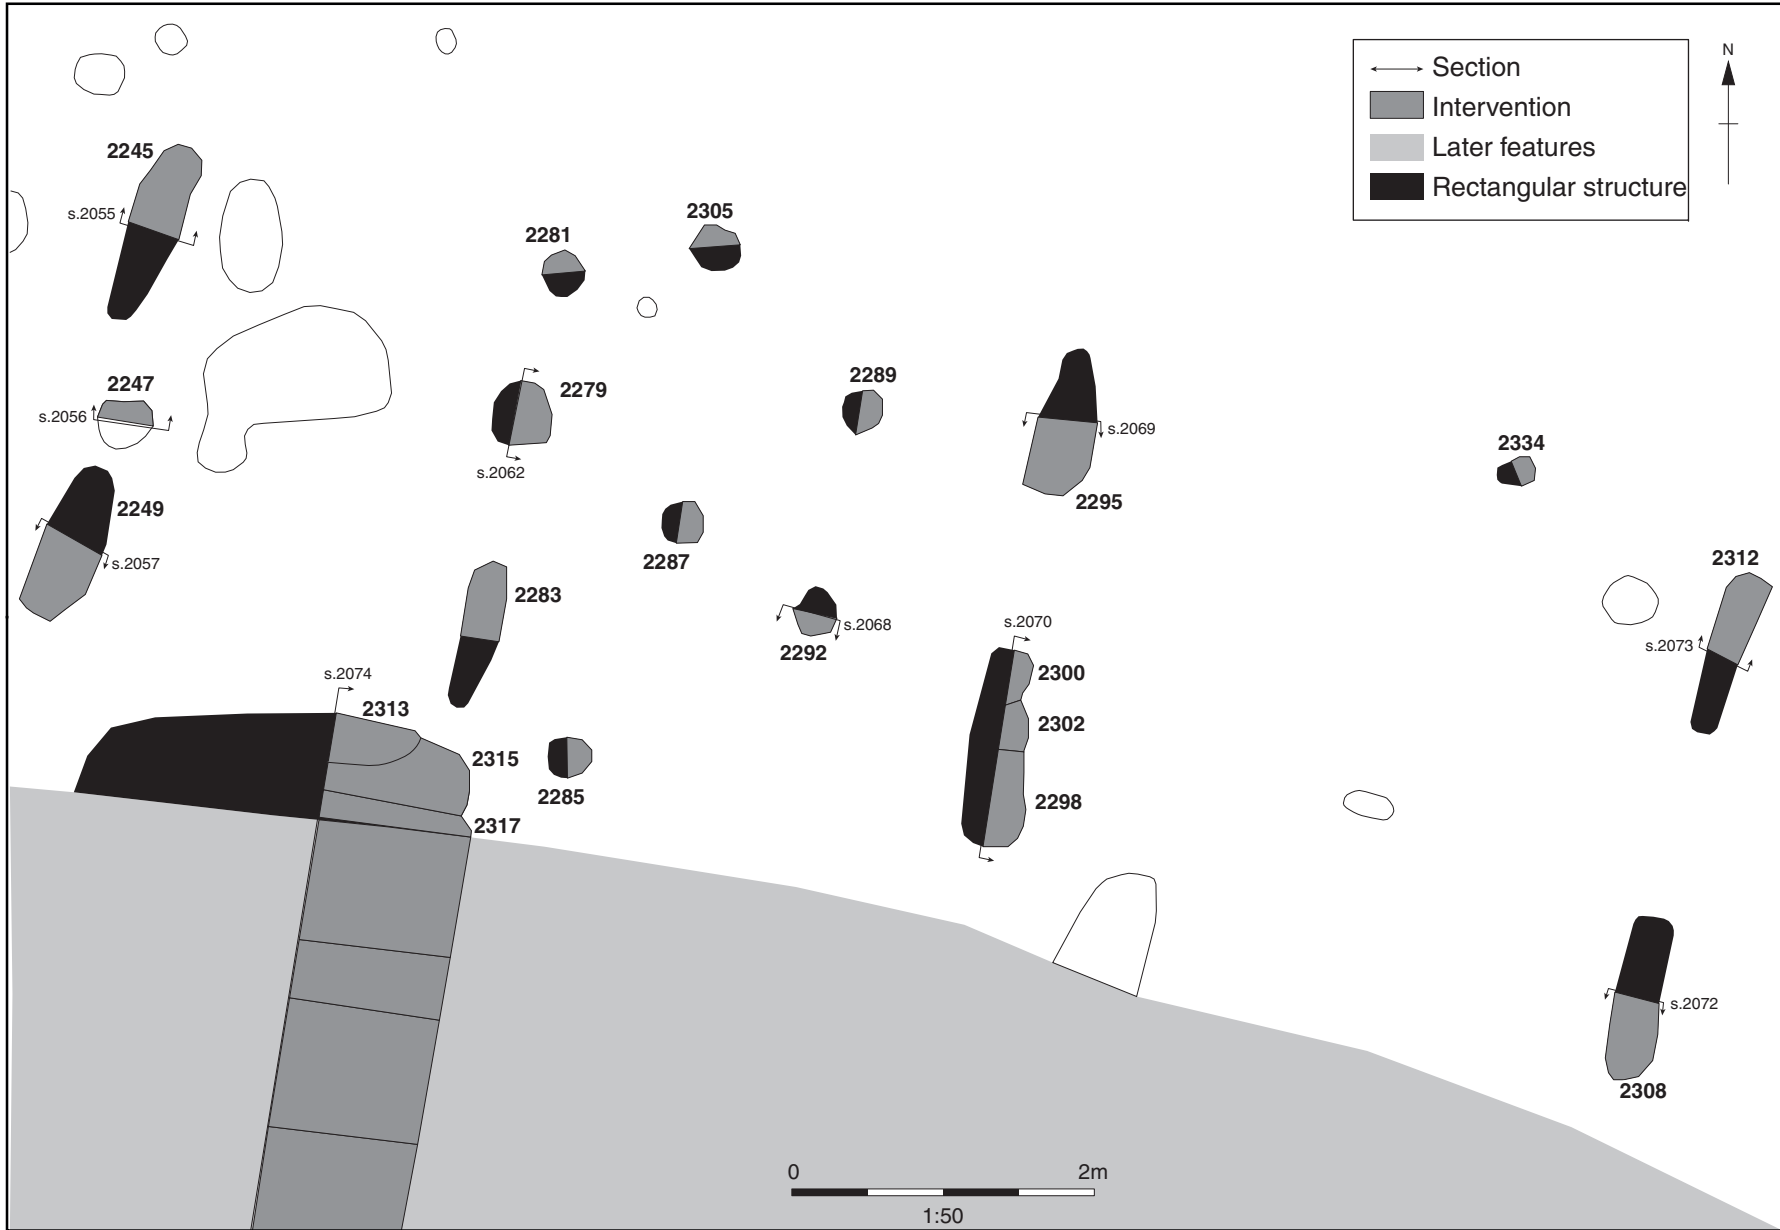 N
Section
Intervention
Later features
Rectangular structure
2245
s.2055
2305
2281
2247
s.2056
2279
s.2062
2289
s.2069
2295
2334
2249
s.2057
2287
2283
2312
s.2073
s.2068
2292
s.2070
2300
2302
2298
s.2074
2313
2315
2317
2285
s.2072
2308
0 2m
1:50